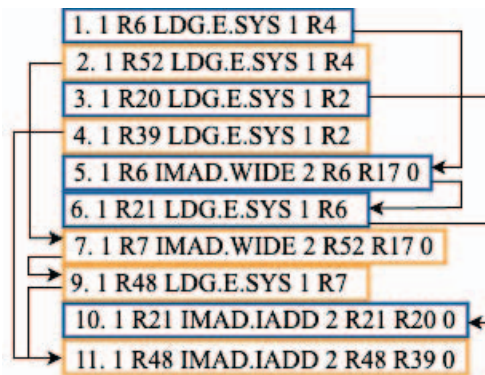 1. 1 R6 LDG.E.SYS 1 R4
2. 1 R52 LDG.E.SYS 1 R4
3. 1 R20 LDG.E.SYS 1 R2
4. 1 R39 LDG.E.SYS 1 R2
5. 1 R6 IMAD.WIDE 2 R6 R17 0
6. 1 R21 LDG.E.SYS 1 R6
7. 1 R7 IMAD.WIDE 2 R52 R17 0
9. 1 R48 LDG.E.SYS 1 R7
10. 1 R21 IMAD.IADD 2 R21 R20 0
11. 1 R48 IMAD.IADD 2 R48 R39 0